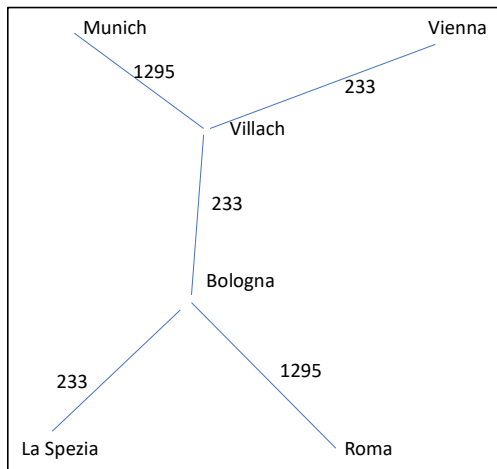 Munich
Vienna
1295
233
Villach
233
Bologna
233
1295
La Spezia
Roma